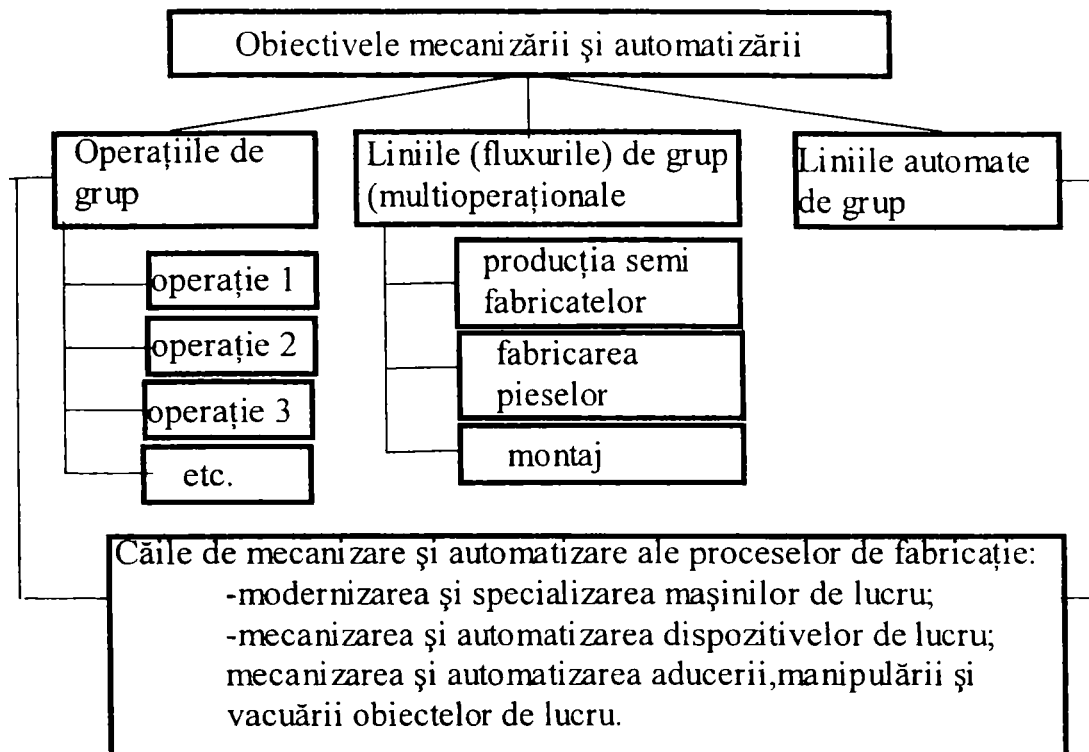 Obiectivele mecanizării şi automatizării
Operaţiile de
grup
operaţie 1
operaţie 2
operaţie 3
etc.
Liniile (fluxurile) de grup
(multioperaţionale
producţia semi
fabricatelor
fabricarea
pieselor
montaj
Liniile automate
de grup
Căile de mecanizare şi automatizare ale proceselor de fabricaţie:
-modernizarea şi specializarea maşinilor de lucru;
-mecanizarea şi automatizarea dispozitivelor de lucru;
mecanizarea şi automatizarea aducerii,manipulării şi
vacuării obiectelor de lucru.